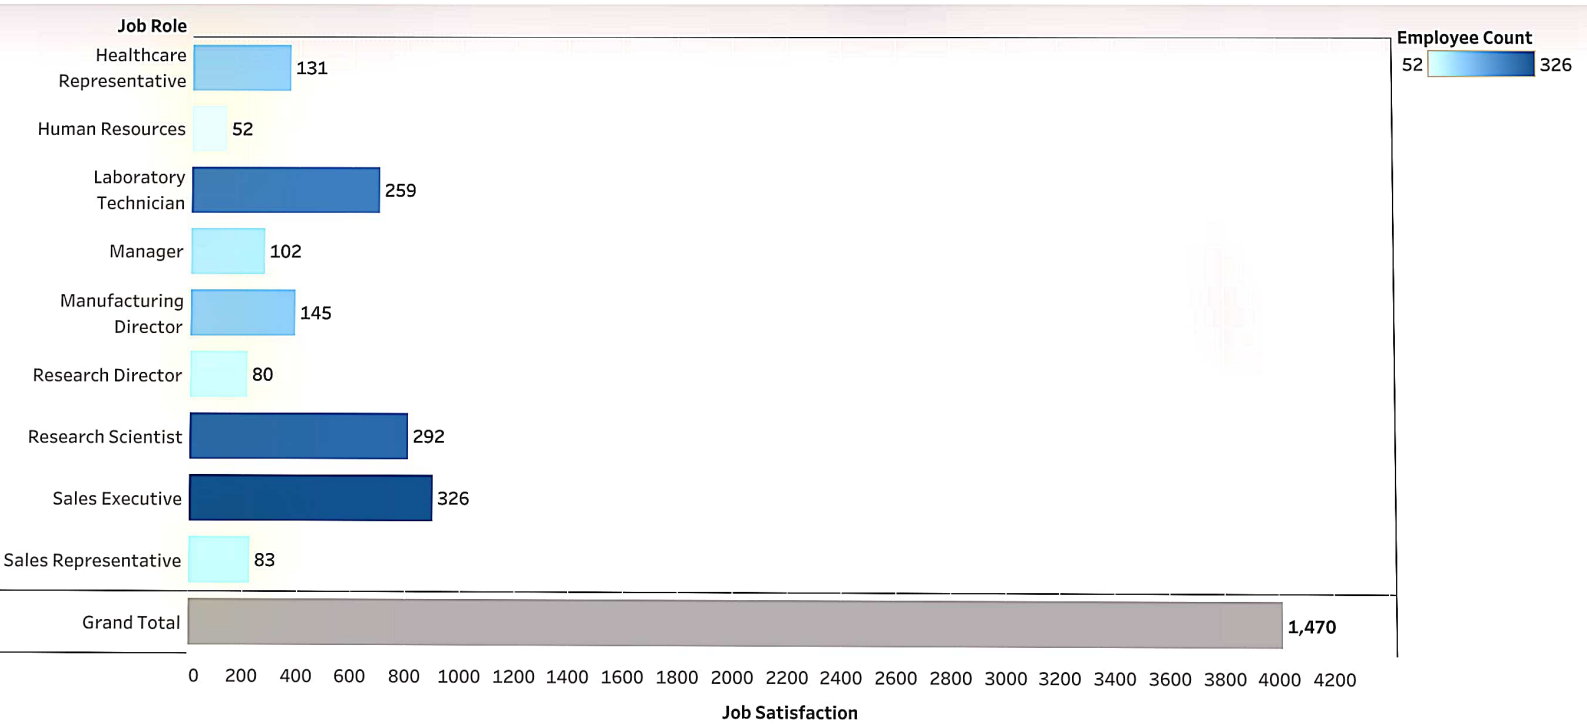 Job Role
Healthcare
Representative
131
Human Resources
52
Laboratory
Technician
259
Manager
102
Manufacturing
Director
145
Research Director
80
Research Scientist
292
Sales Executive
326
Sales Representative
83
Grand Total
1,470
0 200 400 600 800 1000 1200 1400 1600 1800 2000 2200 2400 2600 2800 3000 3200 3400 3600 3800 4000 4200
Job Satisfaction
Employee Count
52 326